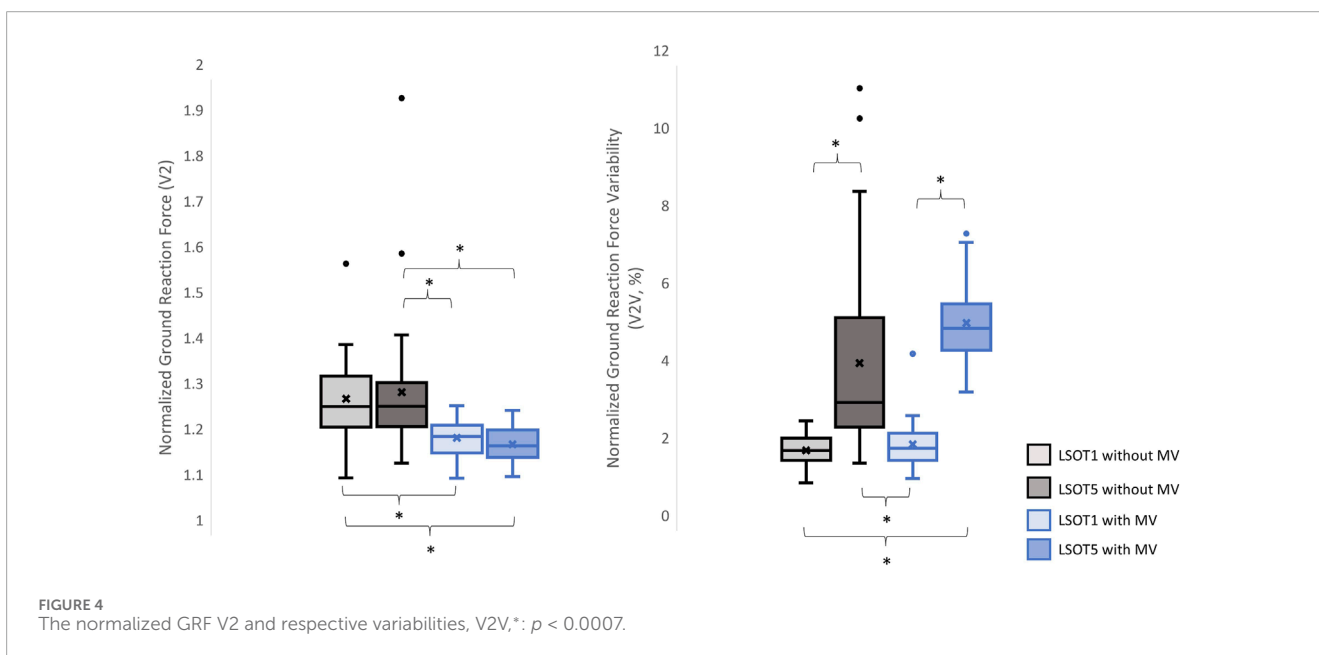 Normalized Ground Reaction Force (V2)
2
1.9
1.8
1.7
1.6
1.5
1.4
1.3
1.2
1.1
1
*
*
*
*
Normalized Ground Reaction Force Variability
(V2V, %)
12
10
8
6
4
2
0
*
*
*
*
LSOT1 without MV
LSOT5 without MV
LSOT1 with MV
LSOT5 with MV
FIGURE 4
The normalized GRF V2 and respective variabilities, V2V,*: p < 0.0007.